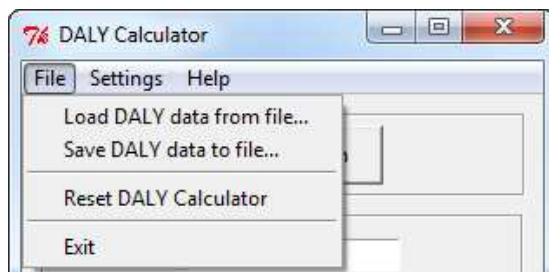 DALY Calculator
File Settings Help
Load DALY data from file...
Save DALY data to file...
Reset DALY Calculator
Exit